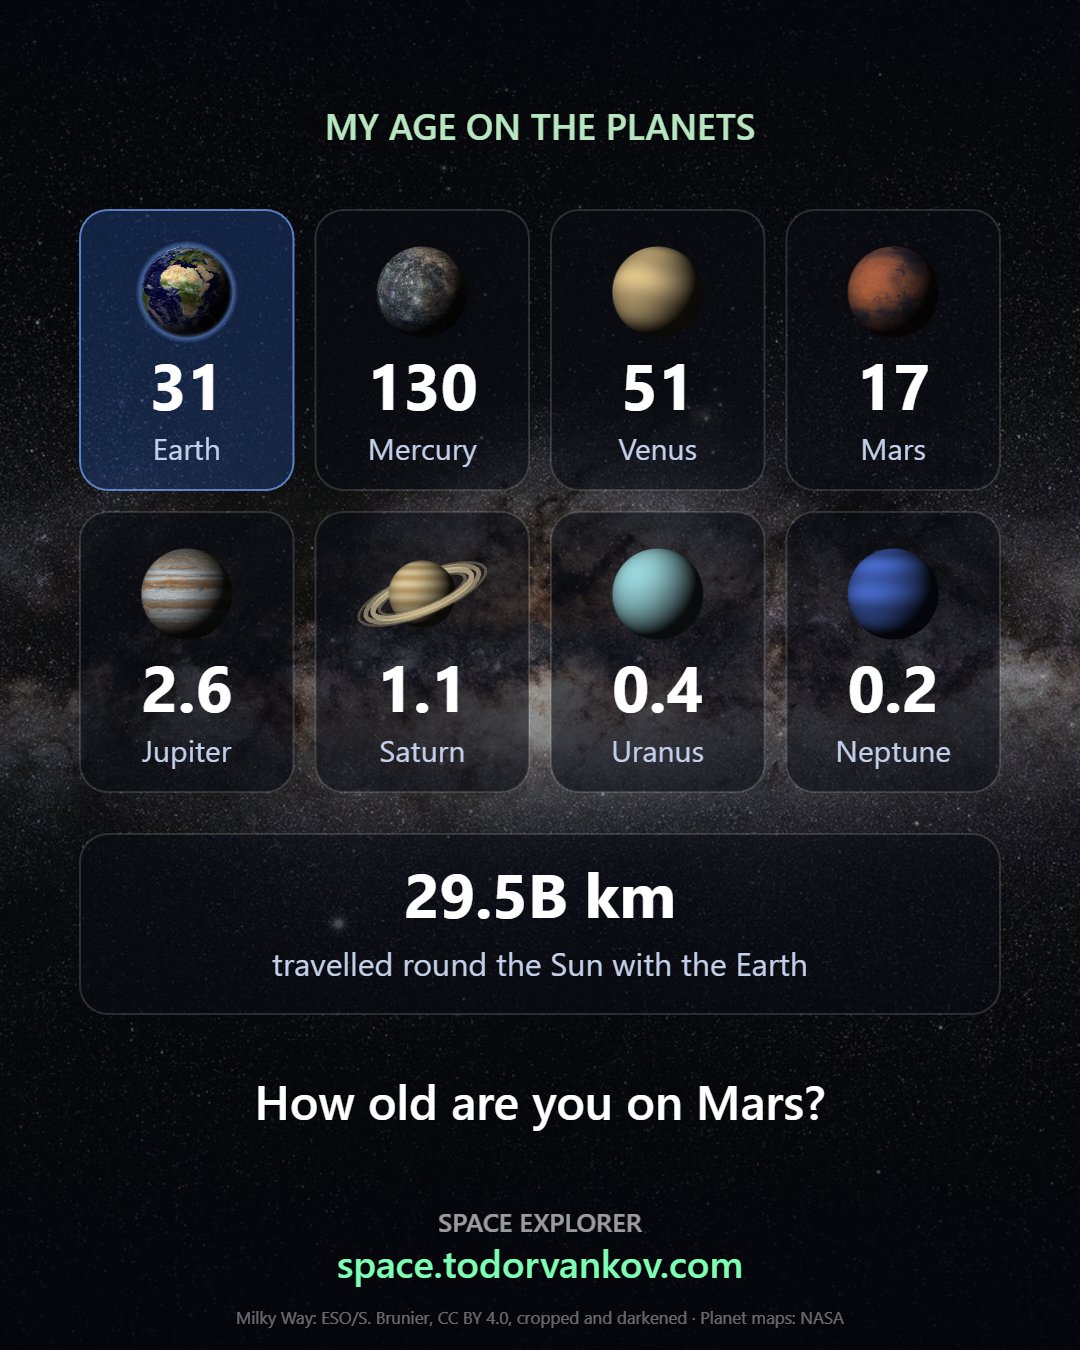 MY AGE ON THE PLANETS
31
Earth
130
Mercury
51
Venus
17
Mars
2.6
Jupiter
1.1
Saturn
0.4
Uranus
0.2
Neptune
29.5B km
travelled round the Sun with the Earth
How old are you on Mars?
SPACE EXPLORER
space.todorvankov.com
Milky Way: ESO/S. Brunier, CC BY 4.0, cropped and darkened · Planet maps: NASA